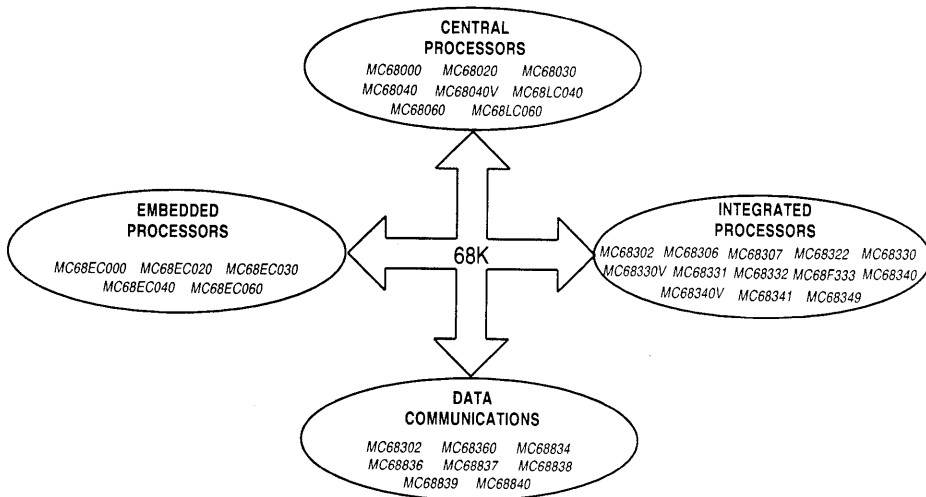 CENTRAL
PROCESSORS
MC68000 MC68020 MC68030
MC68040 MC68040V MC68LC040
MC68060 MC68LC060
EMBEDDED
PROCESSORS
MC68EC000 MC68EC020 MC68EC030
MC68EC040 MC68EC060
68K
INTEGRATED
PROCESSORS
MC68302 MC68306 MC68307 MC68322 MC68330
MC68330V MC68331 MC68332 MC68F333 MC68340
MC68340V MC68341 MC68349
DATA
COMMUNICATIONS
MC68302 MC68360 MC68834
MC68836 MC68837 MC68838
MC68839 MC68840